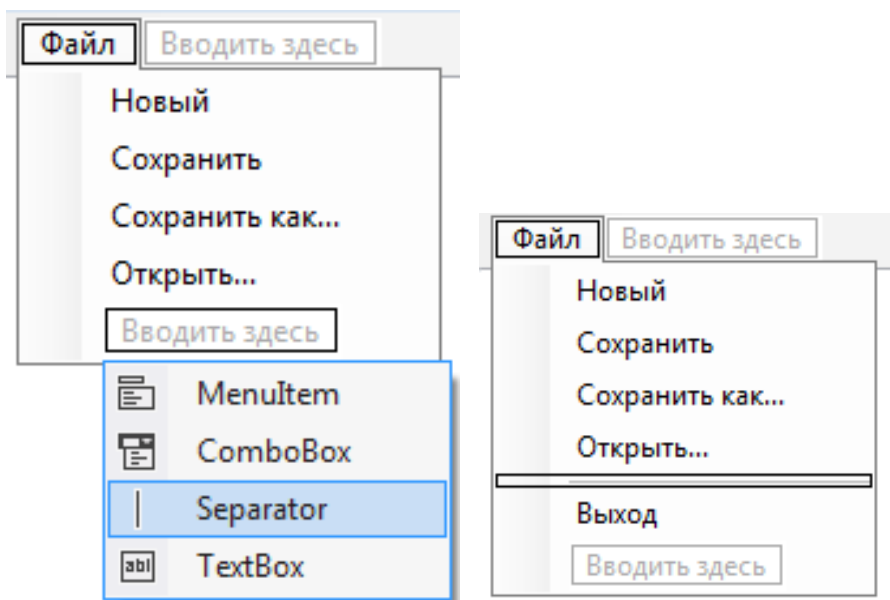 Файл Вводить здесь
Новый
Сохранить
Сохранить как...
Открыть...
Вводить здесь
MenuItem
ComboBox
Separator
abl TextBox
Файл Вводить здесь
Новый
Сохранить
Сохранить как...
Открыть...
Выход
Вводить здесь